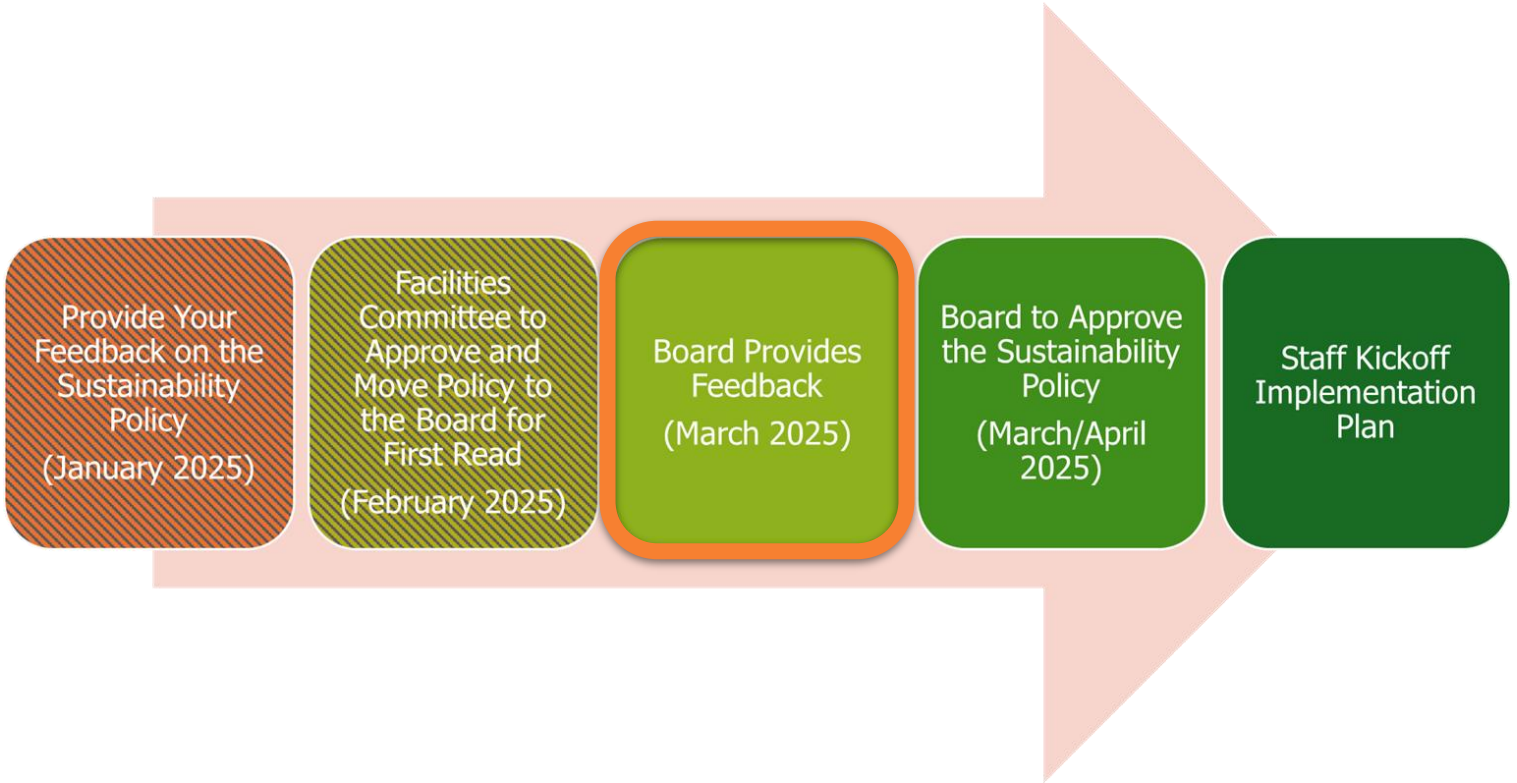 Provide Your
Feedback on the
Sustainability
Policy
(January 2025)
Facilities
Committee to
Approve and
Move Policy to
the Board for
First Read
(February 2025)
Board Provides
Feedback
(March 2025)
Board to Approve
the Sustainability
Policy
(March/April
2025)
Staff Kickoff
Implementation
Plan